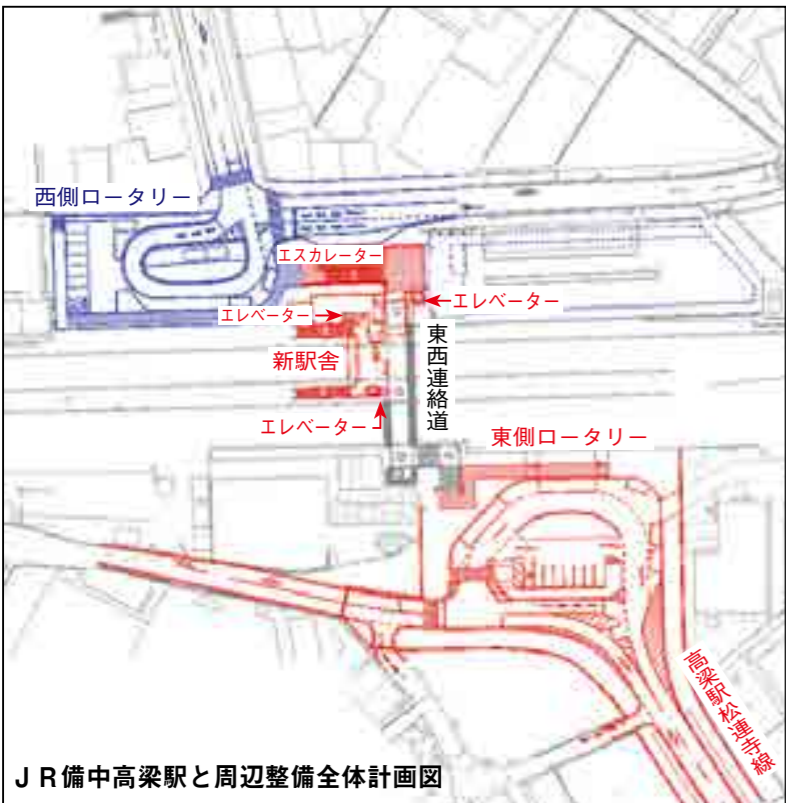 西側ロータリー
エスカレーター
エレベーター
エレベーター
新駅舎
東西連絡道
エレベーター
東側ロータリー
高梁駅松連寺線
ＪＲ備中高梁駅と周辺整備全体計画図